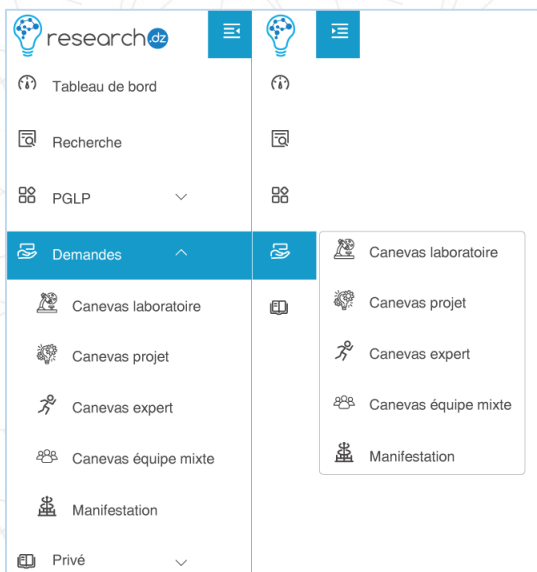 research.dz
Tableau de bord
Recherche
PGLP
Demandes
Canevas laboratoire
Canevas projet
Canevas expert
Canevas équipe mixte
Manifestation
Privé
Canevas laboratoire
Canevas projet
Canevas expert
Canevas équipe mixte
Manifestation